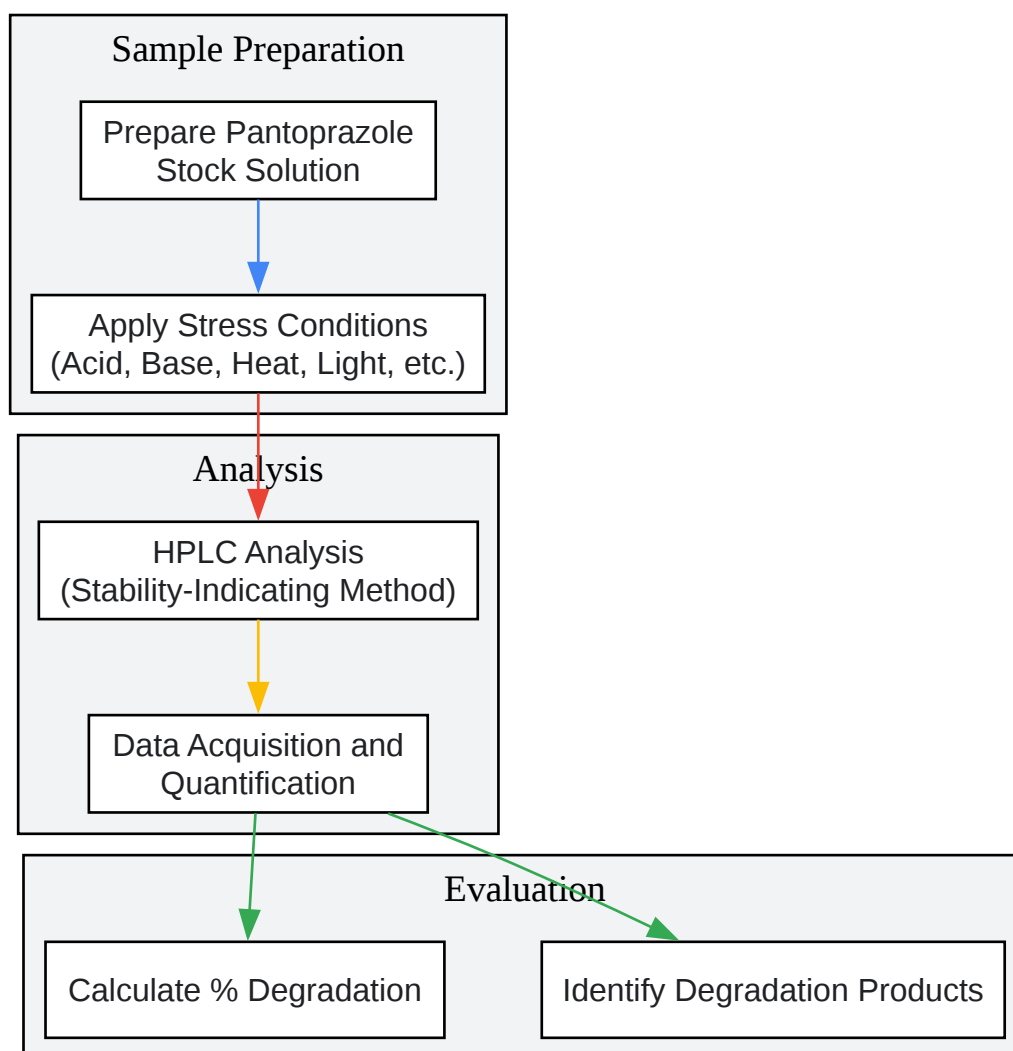 Sample Preparation
Prepare Pantoprazole
Stock Solution
Apply Stress Conditions
(Acid, Base, Heat, Light, etc.)
Analysis
HPLC Analysis
(Stability-Indicating Method)
Data Acquisition and
Quantification
Evaluation
Calculate % Degradation
Identify Degradation Products